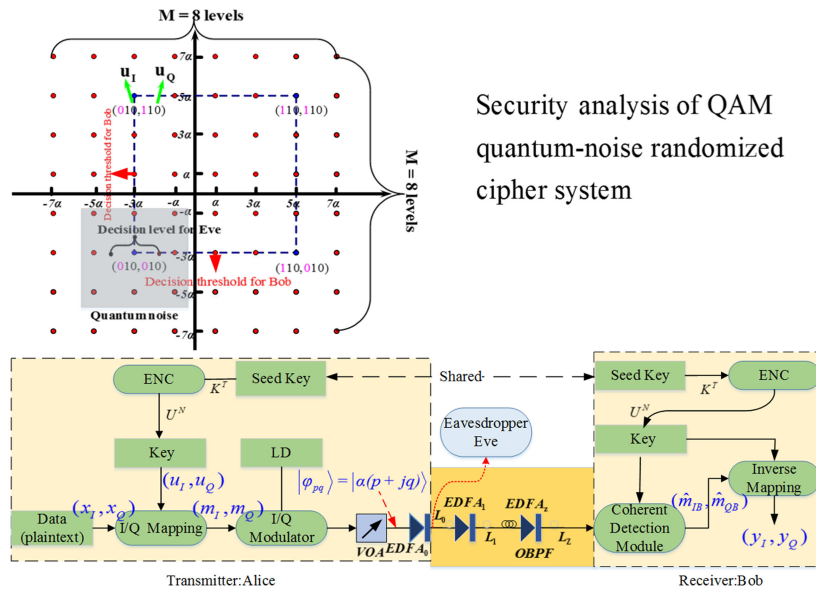 M = 8 levels
7α
u_I
u_Q
5α
(010,110)
(110,110)
3α
Decision threshold for Bob
α
-7α
-5α
-3α
-α
α
3α
5α
7α
-α
Decision level for Eve
-3α
(010,010)
(110,010)
Decision threshold for Bob
-5α
Quantum noise
-7α
M = 8 levels
Security analysis of QAM
quantum-noise randomized
cipher system
ENC
K^T
Seed Key
Shared
Seed Key
K^T
ENC
U^N
U^N
Key
LD
Eavesdropper
Eve
Key
(u_I, u_Q)
|φ_pq⟩ = |α(p + jq)⟩
Inverse
Mapping
(x_I, x_Q)
(m_I, m_Q)
L_0
EDFA_1
EDFA_z
(m̂_IB, m̂_QB)
Data
(plaintext)
I/Q Mapping
I/Q
Modulator
Coherent
Detection
Module
VOA
EDFA_0
L_1
OBPF
L_Z
(y_I, y_Q)
Transmitter:Alice
Receiver:Bob